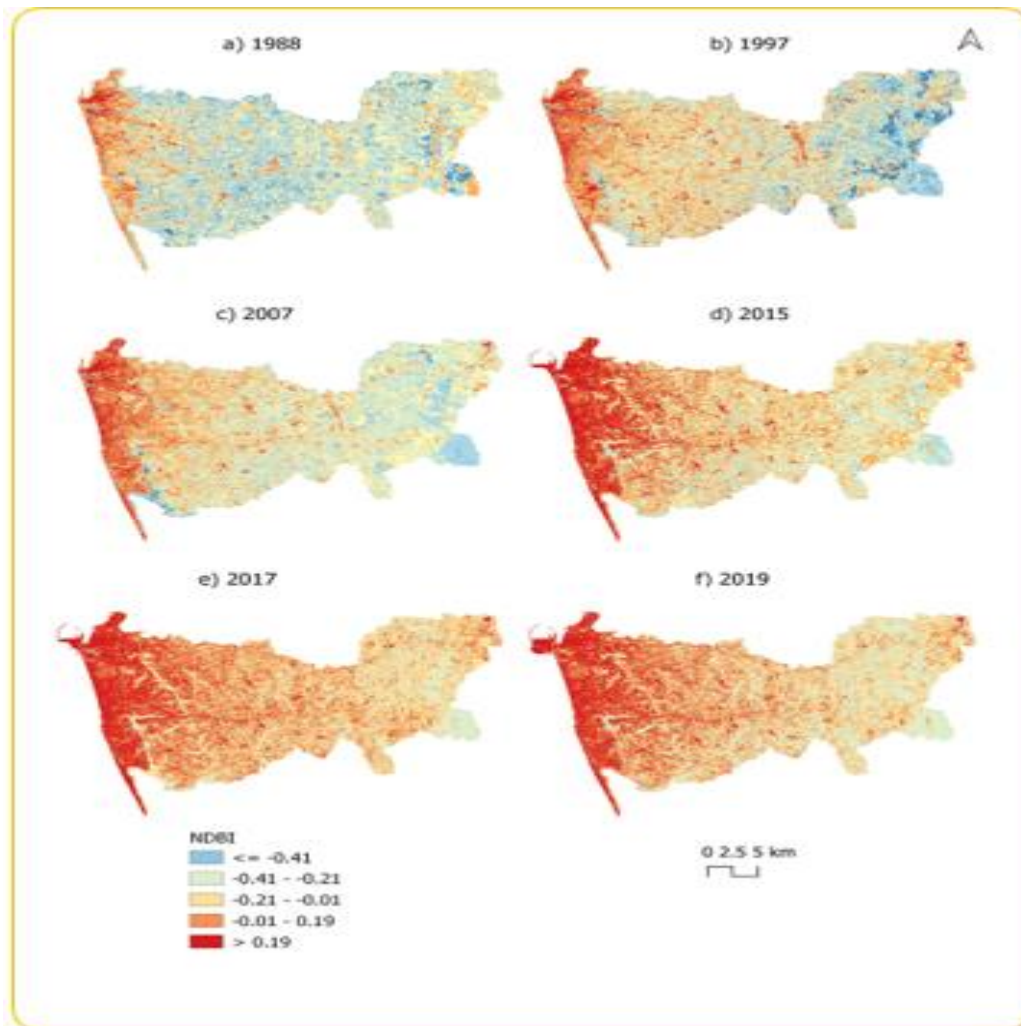 a) 1988
b) 1997
c) 2007
d) 2015
e) 2017
f) 2019
NDBI
<= -0.41
-0.41 - -0.21
-0.21 - -0.01
-0.01 - 0.19
> 0.19
0 2.5 5 km